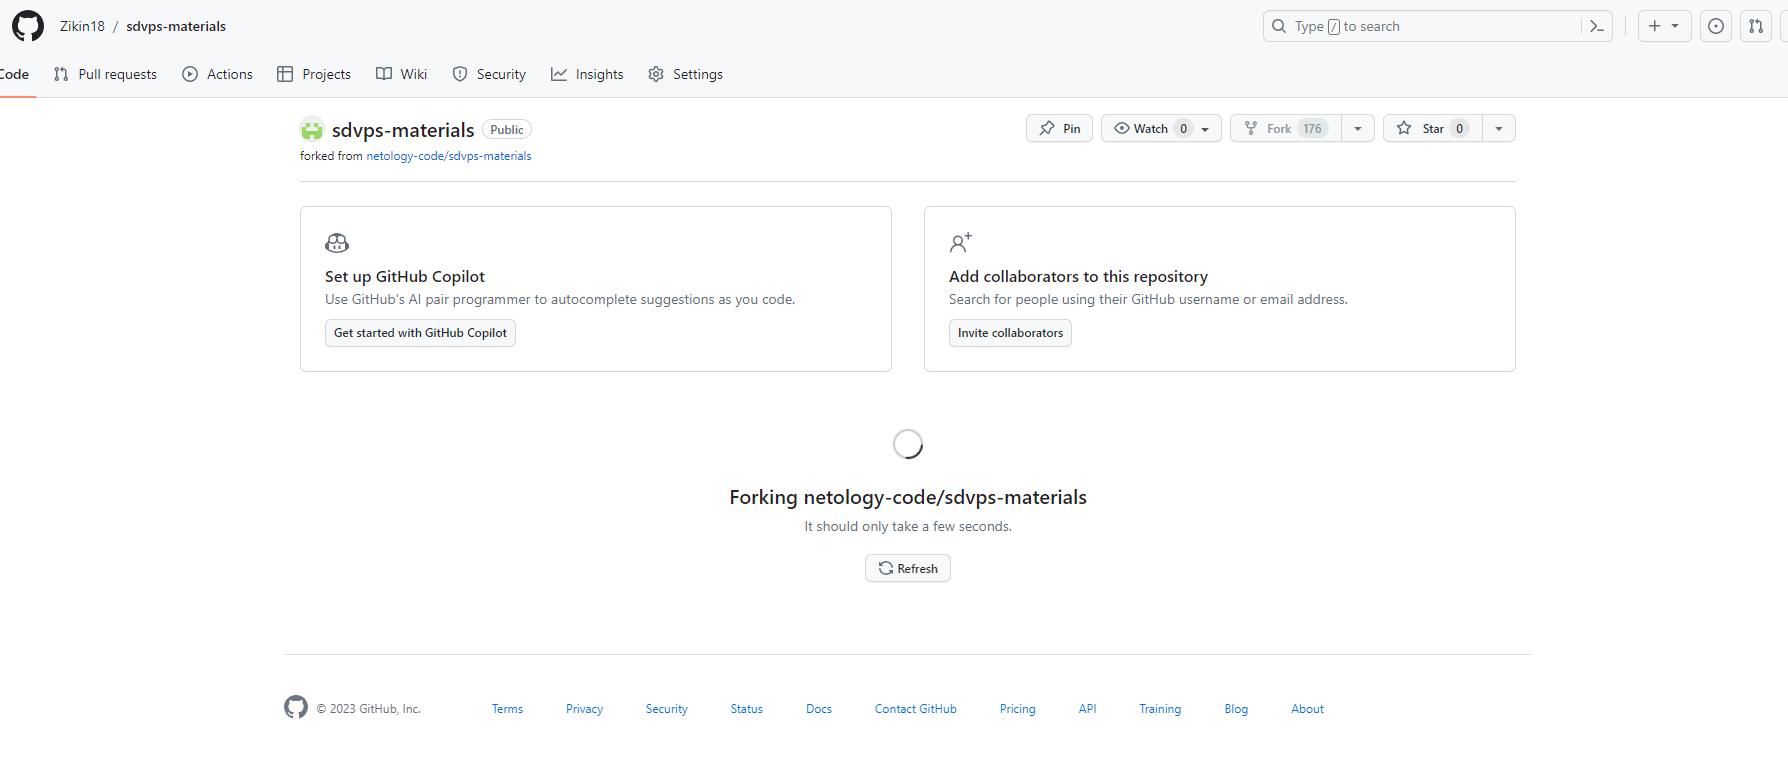 Zikin18 / sdvps-materials
Type / to search
Code Pull requests Actions Projects Wiki Security Insights Settings
sdvps-materials Public
Pin Watch 0 Fork 176 Star 0
forked from netology-code/sdvps-materials
Set up GitHub Copilot
Use GitHub's AI pair programmer to autocomplete suggestions as you code.
Get started with GitHub Copilot
Add collaborators to this repository
Search for people using their GitHub username or email address.
Invite collaborators
Forking netology-code/sdvps-materials
It should only take a few seconds.
Refresh
© 2023 GitHub, Inc. Terms Privacy Security Status Docs Contact GitHub Pricing API Training Blog About